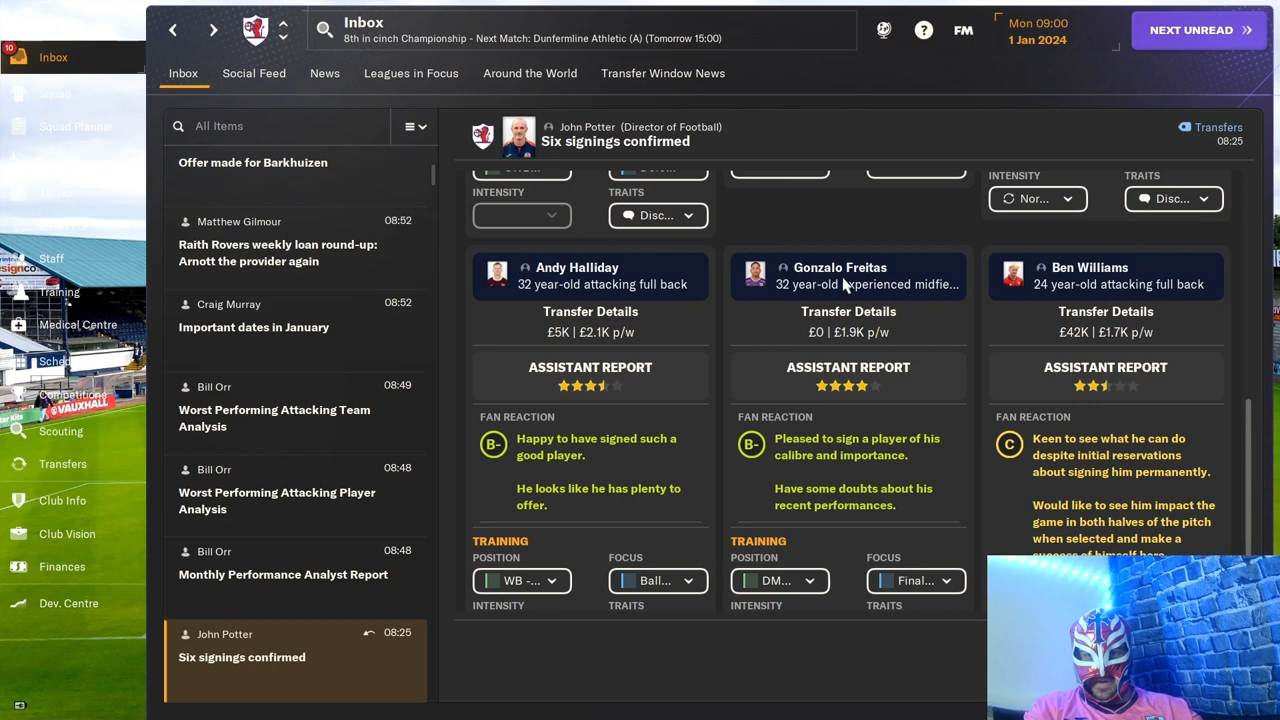 Inbox
8th in cinch Championship - Next Match: Dunfermline Athletic (A) (Tomorrow 15:00)
FM
Mon 09:00
1 Jan 2024
NEXT UNREAD
10
Inbox
Squad
Squad Planner
Staff
Training
Medical Centre
Sched
Competitions
Scouting
Transfers
Club Info
Club Vision
Finances
Dev. Centre
VAUXHALL
Inbox
Social Feed
News
Leagues in Focus
Around the World
Transfer Window News
All Items
Offer made for Barkhuizen
Matthew Gilmour 08:52
Raith Rovers weekly loan round-up:
Arnott the provider again
Craig Murray 08:52
Important dates in January
Bill Orr 08:49
Worst Performing Attacking Team
Analysis
Bill Orr 08:48
Worst Performing Attacking Player
Analysis
Bill Orr 08:48
Monthly Performance Analyst Report
John Potter 08:25
Six signings confirmed
John Potter (Director of Football)
Six signings confirmed
Transfers
08:25
INTENSITY TRAITS
Disc...
INTENSITY TRAITS
Nor... Disc...
Andy Halliday
32 year-old attacking full back
Transfer Details
£5K | £2.1K p/w
ASSISTANT REPORT
FAN REACTION
B-
Happy to have signed such a
good player.
He looks like he has plenty to
offer.
TRAINING
POSITION FOCUS
WB -... Ball...
INTENSITY TRAITS
Gonzalo Freitas
32 year-old experienced midfie...
Transfer Details
£0 | £1.9K p/w
ASSISTANT REPORT
FAN REACTION
B-
Pleased to sign a player of his
calibre and importance.
Have some doubts about his
recent performances.
TRAINING
POSITION FOCUS
DM... Final...
INTENSITY TRAITS
Ben Williams
24 year-old attacking full back
Transfer Details
£42K | £1.7K p/w
ASSISTANT REPORT
FAN REACTION
C
Keen to see what he can do
despite initial reservations
about signing him permanently.
Would like to see him impact the
game in both halves of the pitch
when selected and make a
success of himself here.